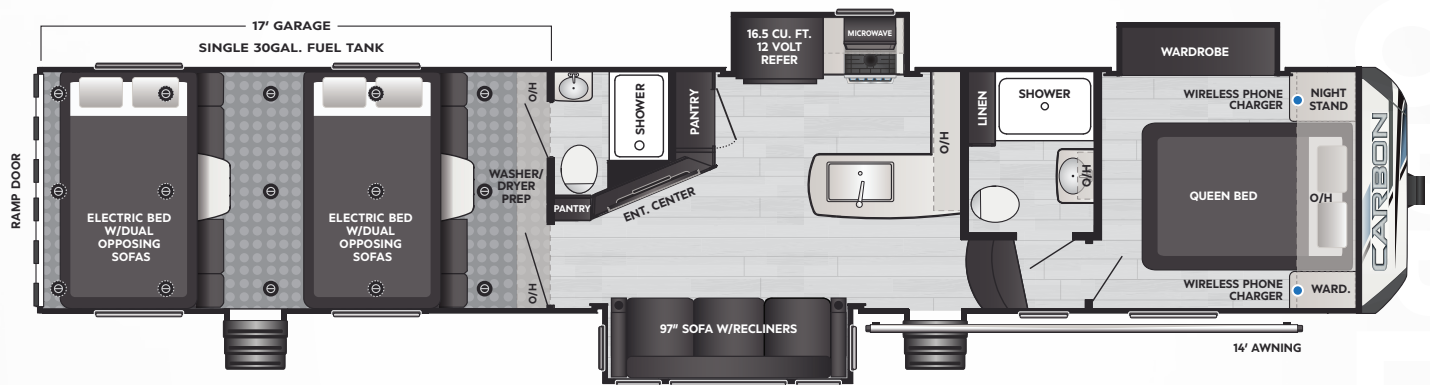 17' GARAGE
SINGLE 30GAL. FUEL TANK
RAMP DOOR
ELECTRIC BED
W/DUAL
OPPOSING
SOFAS
ELECTRIC BED
W/DUAL
OPPOSING
SOFAS
O/H
WASHER/
DRYER
PREP
O/H
SHOWER
PANTRY
PANTRY
ENT. CENTER
16.5 CU. FT.
12 VOLT
REFER
MICROWAVE
O/H
97" SOFA W/RECLINERS
LINEN
SHOWER
O/H
WARDROBE
WIRELESS PHONE
CHARGER
NIGHT
STAND
QUEEN BED
O/H
WIRELESS PHONE
CHARGER
WARD.
14' AWNING
CARBON